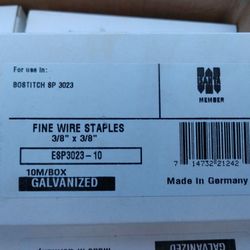 For use in:
BOSTITCH SP 3023
MEMBER
FINE WIRE STAPLES
3/8" x 3/8"
ESP3023-10
10M/BOX
GALVANIZED
7 14732 21242
Made in Germany